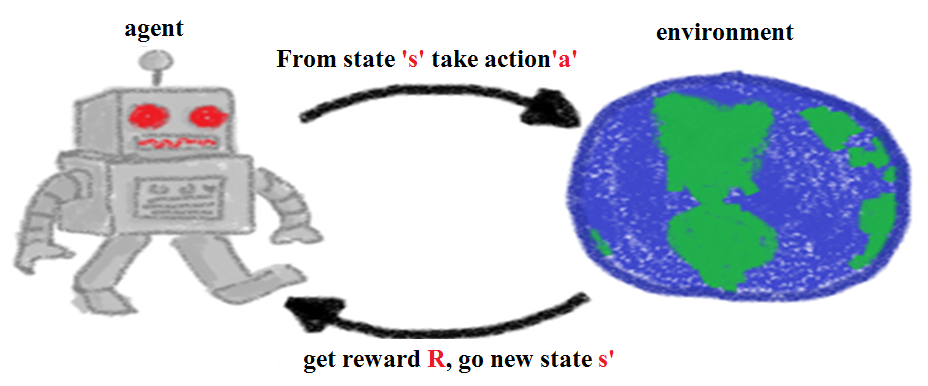 agent
environment
From state 's' take action'a'
get reward R, go new state s'